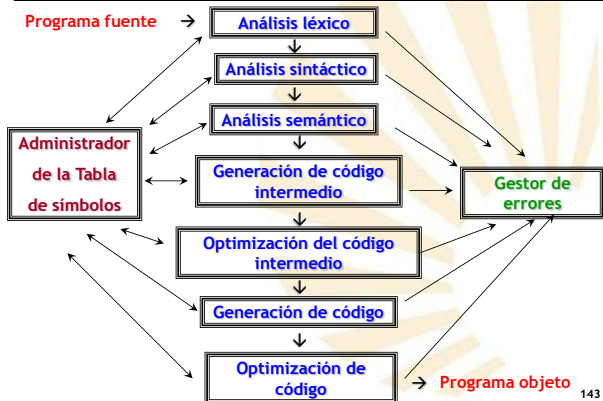 Programa fuente → Análisis léxico
Análisis sintáctico
Análisis semántico
Administrador
de la Tabla
de símbolos
Generación de código
intermedio
Gestor de
errores
Optimización del código
intermedio
Generación de código
Optimización de
código
→ Programa objeto
143